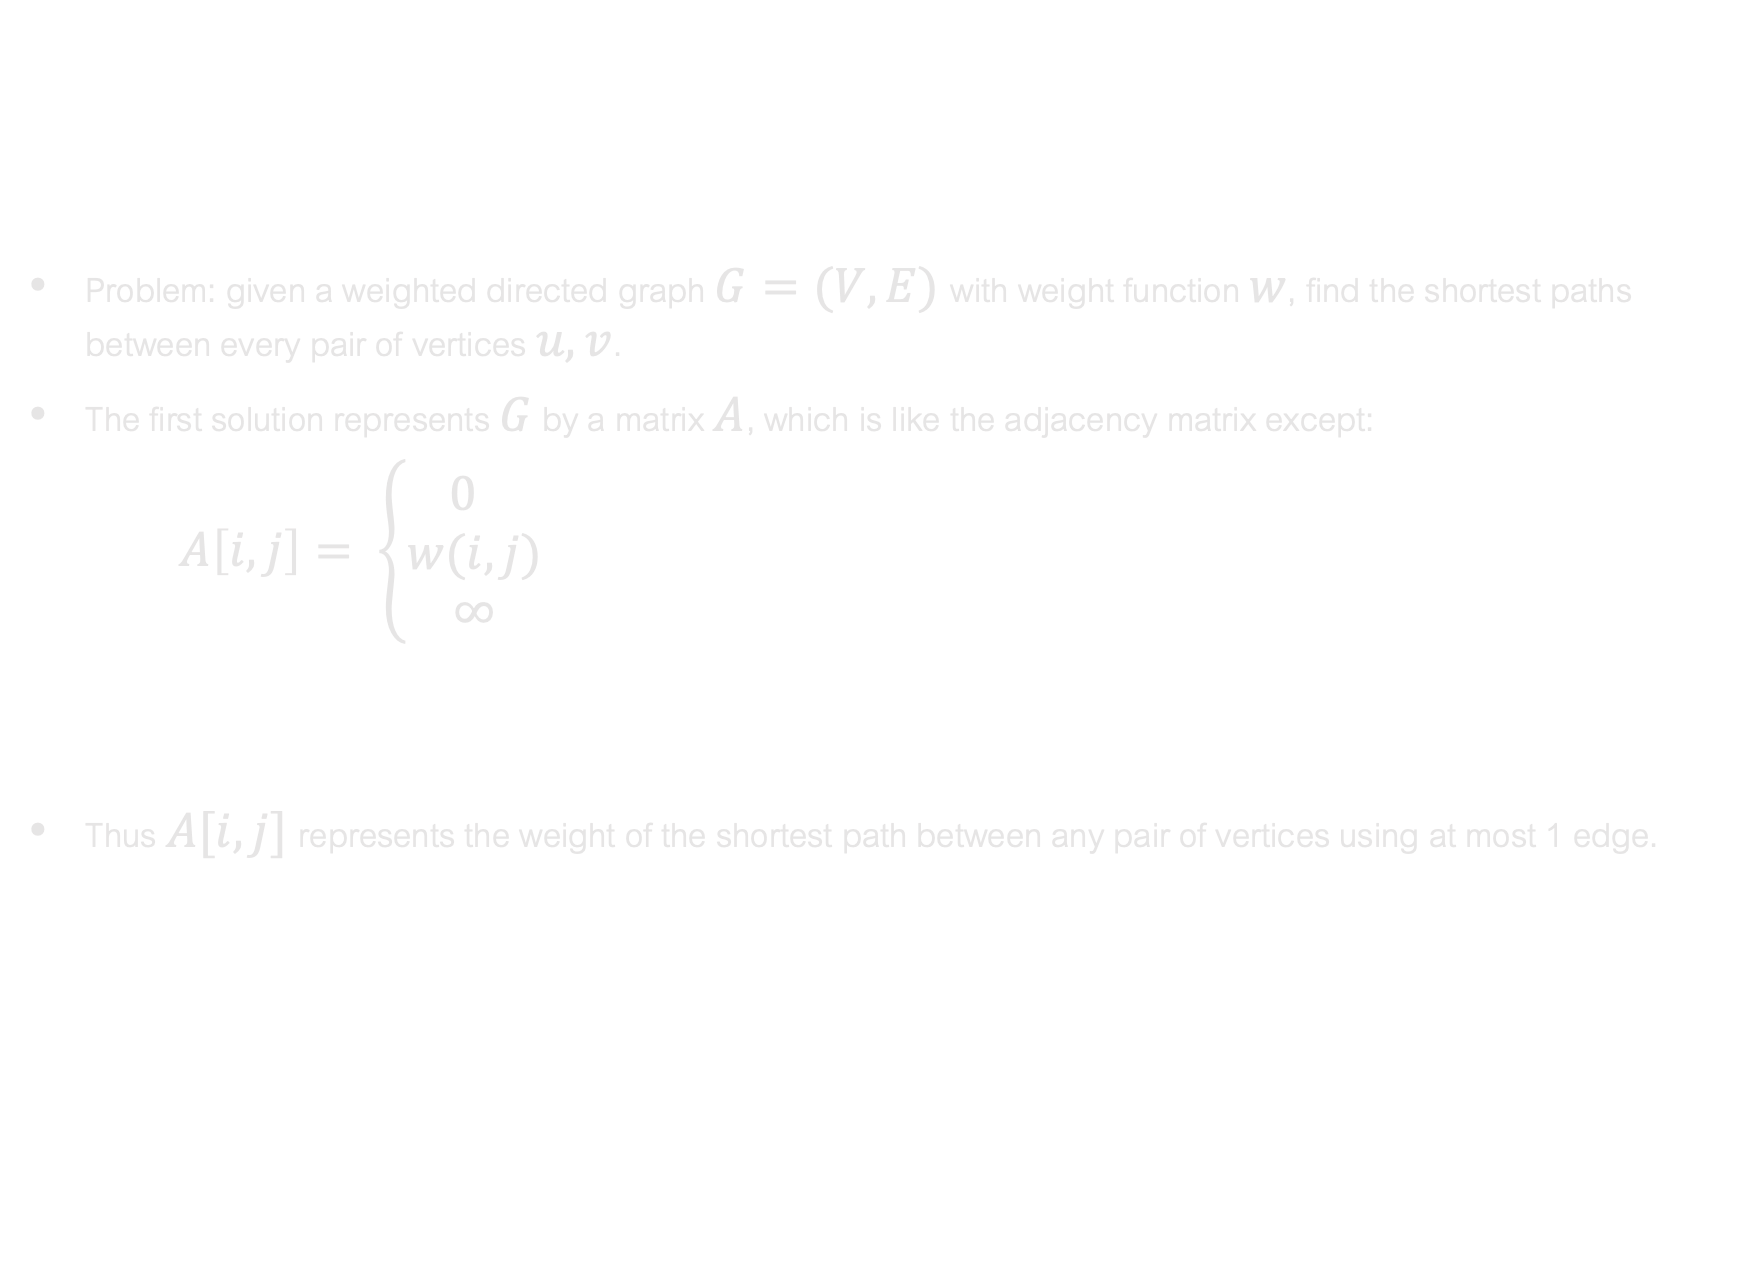 • Problem: given a weighted directed graph G = (V, E) with weight function w, find the shortest paths
between every pair of vertices u, v.
• The first solution represents G by a matrix A, which is like the adjacency matrix except:
0
A[i, j] = { w(i, j)
∞
• Thus A[i, j] represents the weight of the shortest path between any pair of vertices using at most 1 edge.